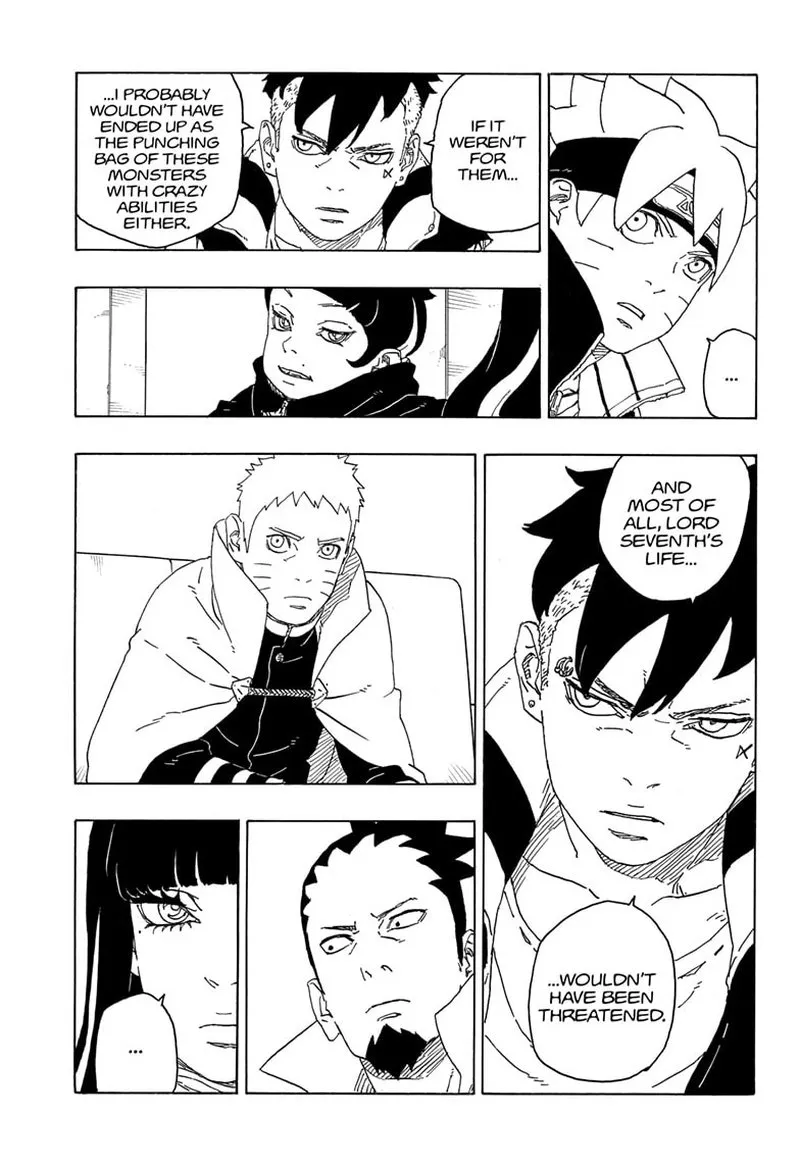 ...
IF IT
WEREN'T
FOR
THEM...
...I PROBABLY
WOULDN'T HAVE
ENDED UP AS
THE PUNCHING
BAG OF THESE
MONSTERS
WITH CRAZY
ABILITIES
EITHER.
AND
MOST OF
ALL, LORD
SEVENTH'S
LIFE...
...WOULDN'T
HAVE BEEN
THREATENED.
...